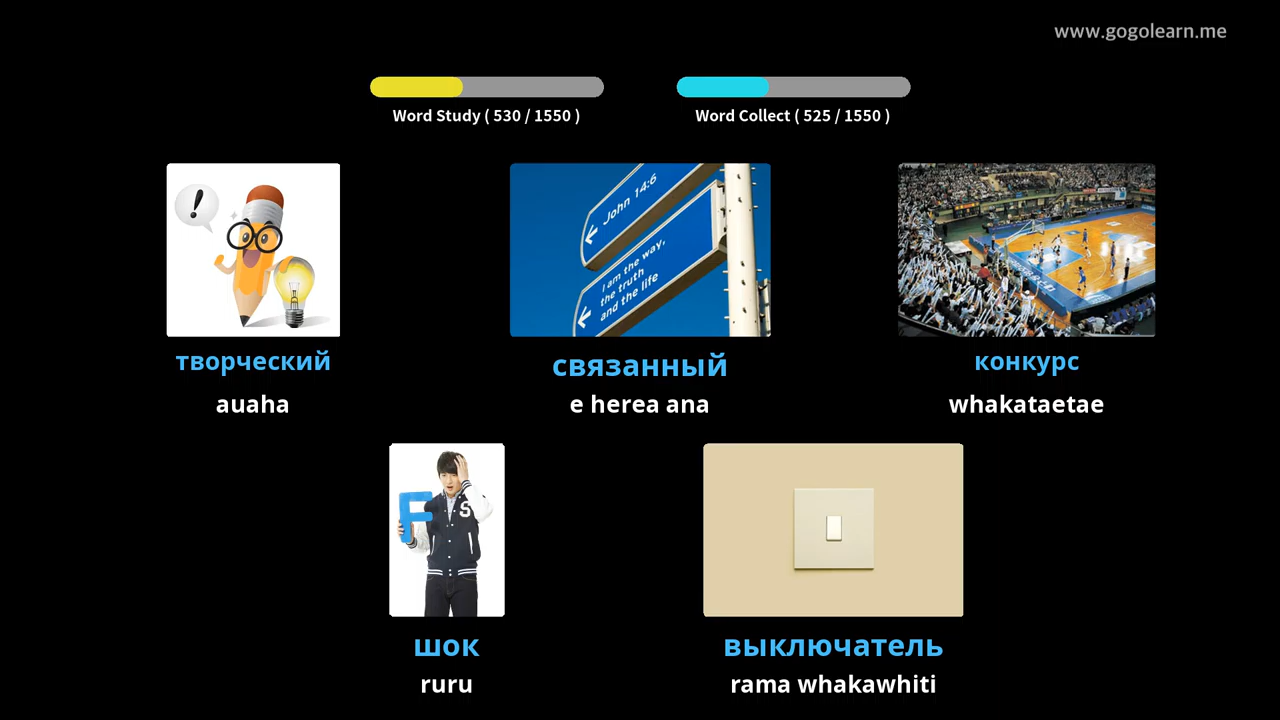 www.gogolearn.me
Word Study ( 530 / 1550 )
Word Collect ( 525 / 1550 )
!
John 14:6
I am the way,
the truth
and the life
творческий
связанный
конкурс
auaha
e herea ana
whakataetae
F
S
шок
выключатель
ruru
rama whakawhiti